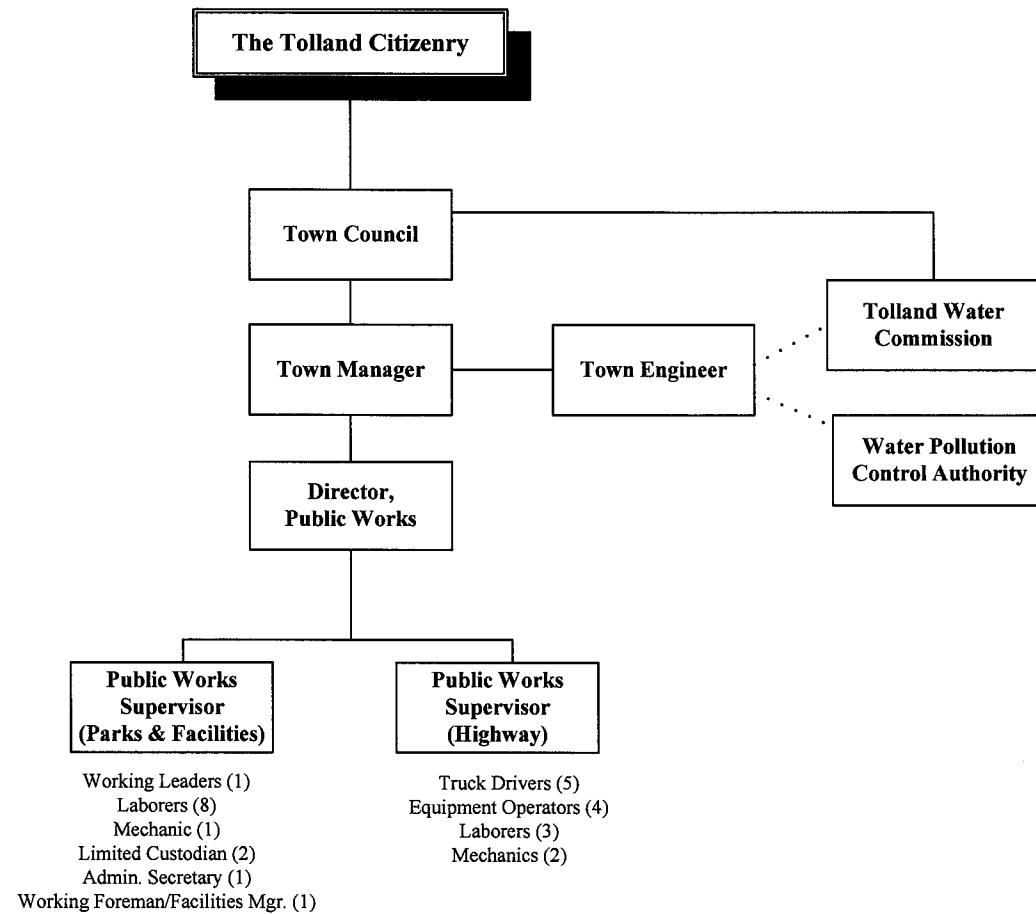 The Tolland Citizenry
Town Council
Tolland Water
Commission
Town Manager
Town Engineer
Water Pollution
Control Authority
Director,
Public Works
Public Works
Supervisor
(Parks & Facilities)
Working Leaders (1)
Laborers (8)
Mechanic (1)
Limited Custodian (2)
Admin. Secretary (1)
Working Foreman/Facilities Mgr. (1)
Public Works
Supervisor
(Highway)
Truck Drivers (5)
Equipment Operators (4)
Laborers (3)
Mechanics (2)